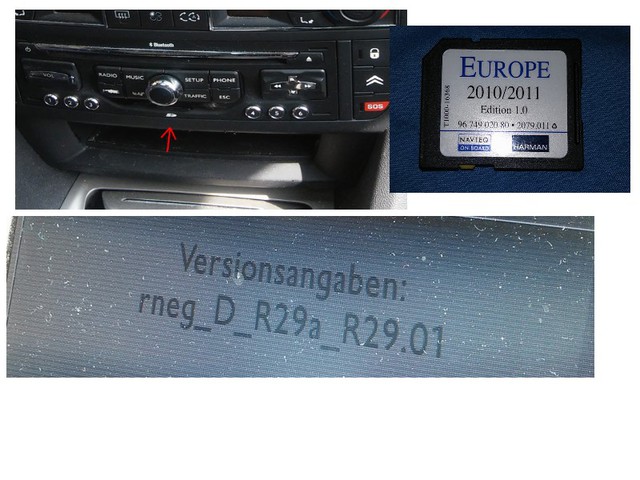 Bluetooth
VOL
RADIO
MUSIC
SETUP
PHONE
NAV
TRAFFIC
ESC
SOS
EUROPE
2010/2011
Edition 1.0
96.749.020.80 • 2079.011
NAVTEQ
ON BOARD
HARMAN
Versionsangaben:
rneg_D_R29a_R29.01